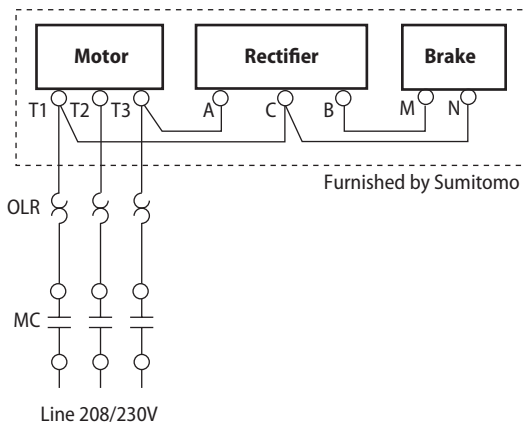 Motor
Rectifier
Brake
T1 T2 T3 A C B M N
Furnished by Sumitomo
OLR
MC
Line 208/230V